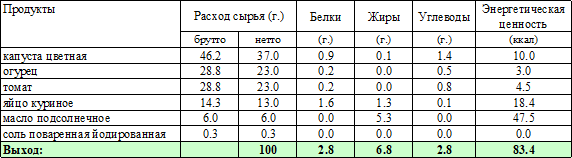 Продукты Расход сырья (г.) Белки Жиры Углеводы Энергетическая ценность
брутто нетто (г.) (г.) (г.) (ккал)
капуста цветная 46.2 37.0 0.9 0.1 1.4 10.0
огурец 28.8 23.0 0.2 0.0 0.5 3.0
томат 28.8 23.0 0.2 0.0 0.8 4.5
яйцо куриное 14.3 13.0 1.6 1.3 0.1 18.4
масло подсолнечное 6.0 6.0 0.0 5.3 0.0 47.5
соль поваренная йодированная 0.3 0.3 0.0 0.0 0.0 0.0
Выход: 100 2.8 6.8 2.8 83.4